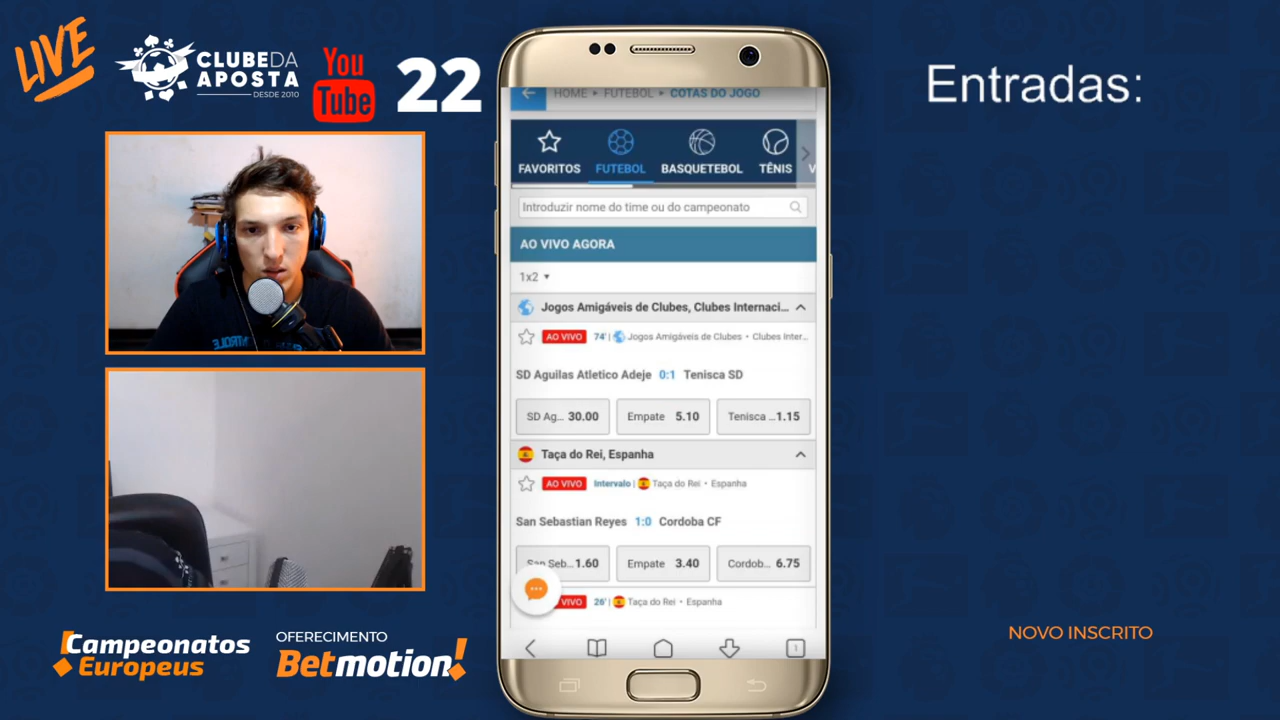 LIVE
CLUBEDA
APOSTA
DESDE 2010
You
Tube
22
Entradas:
HOME ▸ FUTEBOL ▸ COTAS DO JOGO
FAVORITOS FUTEBOL BASQUETEBOL TÊNIS V
Introduzir nome do time ou do campeonato
AO VIVO AGORA
1x2 ▾
Jogos Amigáveis de Clubes, Clubes Internaci...
AO VIVO 74' | Jogos Amigáveis de Clubes • Clubes Inter...
SD Aguilas Atletico Adeje 0:1 Tenisca SD
SD Ag... 30.00 Empate 5.10 Tenisca ... 1.15
Taça do Rei, Espanha
AO VIVO Intervalo | Taça do Rei • Espanha
San Sebastian Reyes 1:0 Cordoba CF
San Seb... 1.60 Empate 3.40 Cordob... 6.75
VIVO 26' | Taça do Rei • Espanha
1
Campeonatos
Europeus
OFERECIMENTO
Betmotion!
NOVO INSCRITO